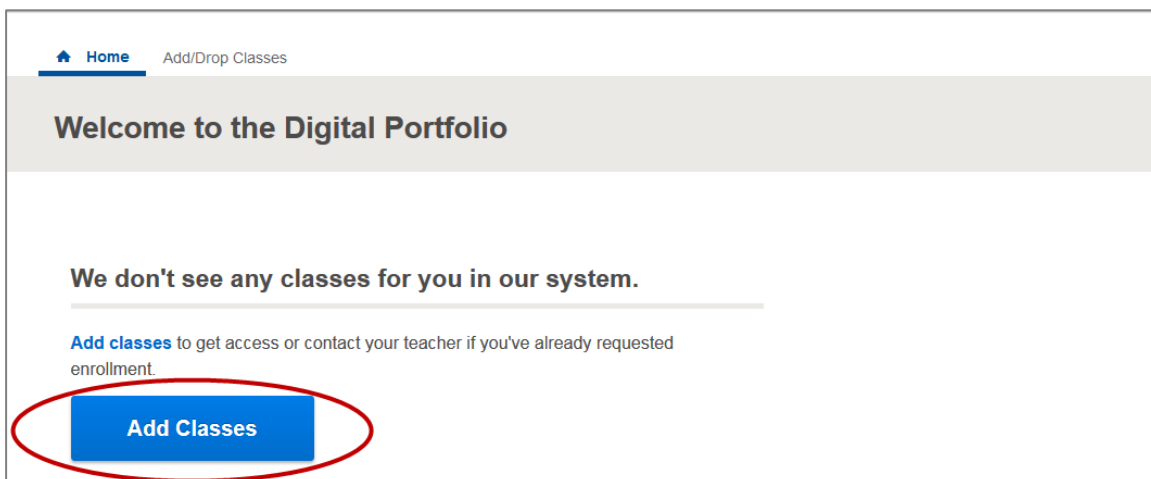 Home Add/Drop Classes
Welcome to the Digital Portfolio
We don't see any classes for you in our system.
Add classes to get access or contact your teacher if you've already requested
enrollment.
Add Classes